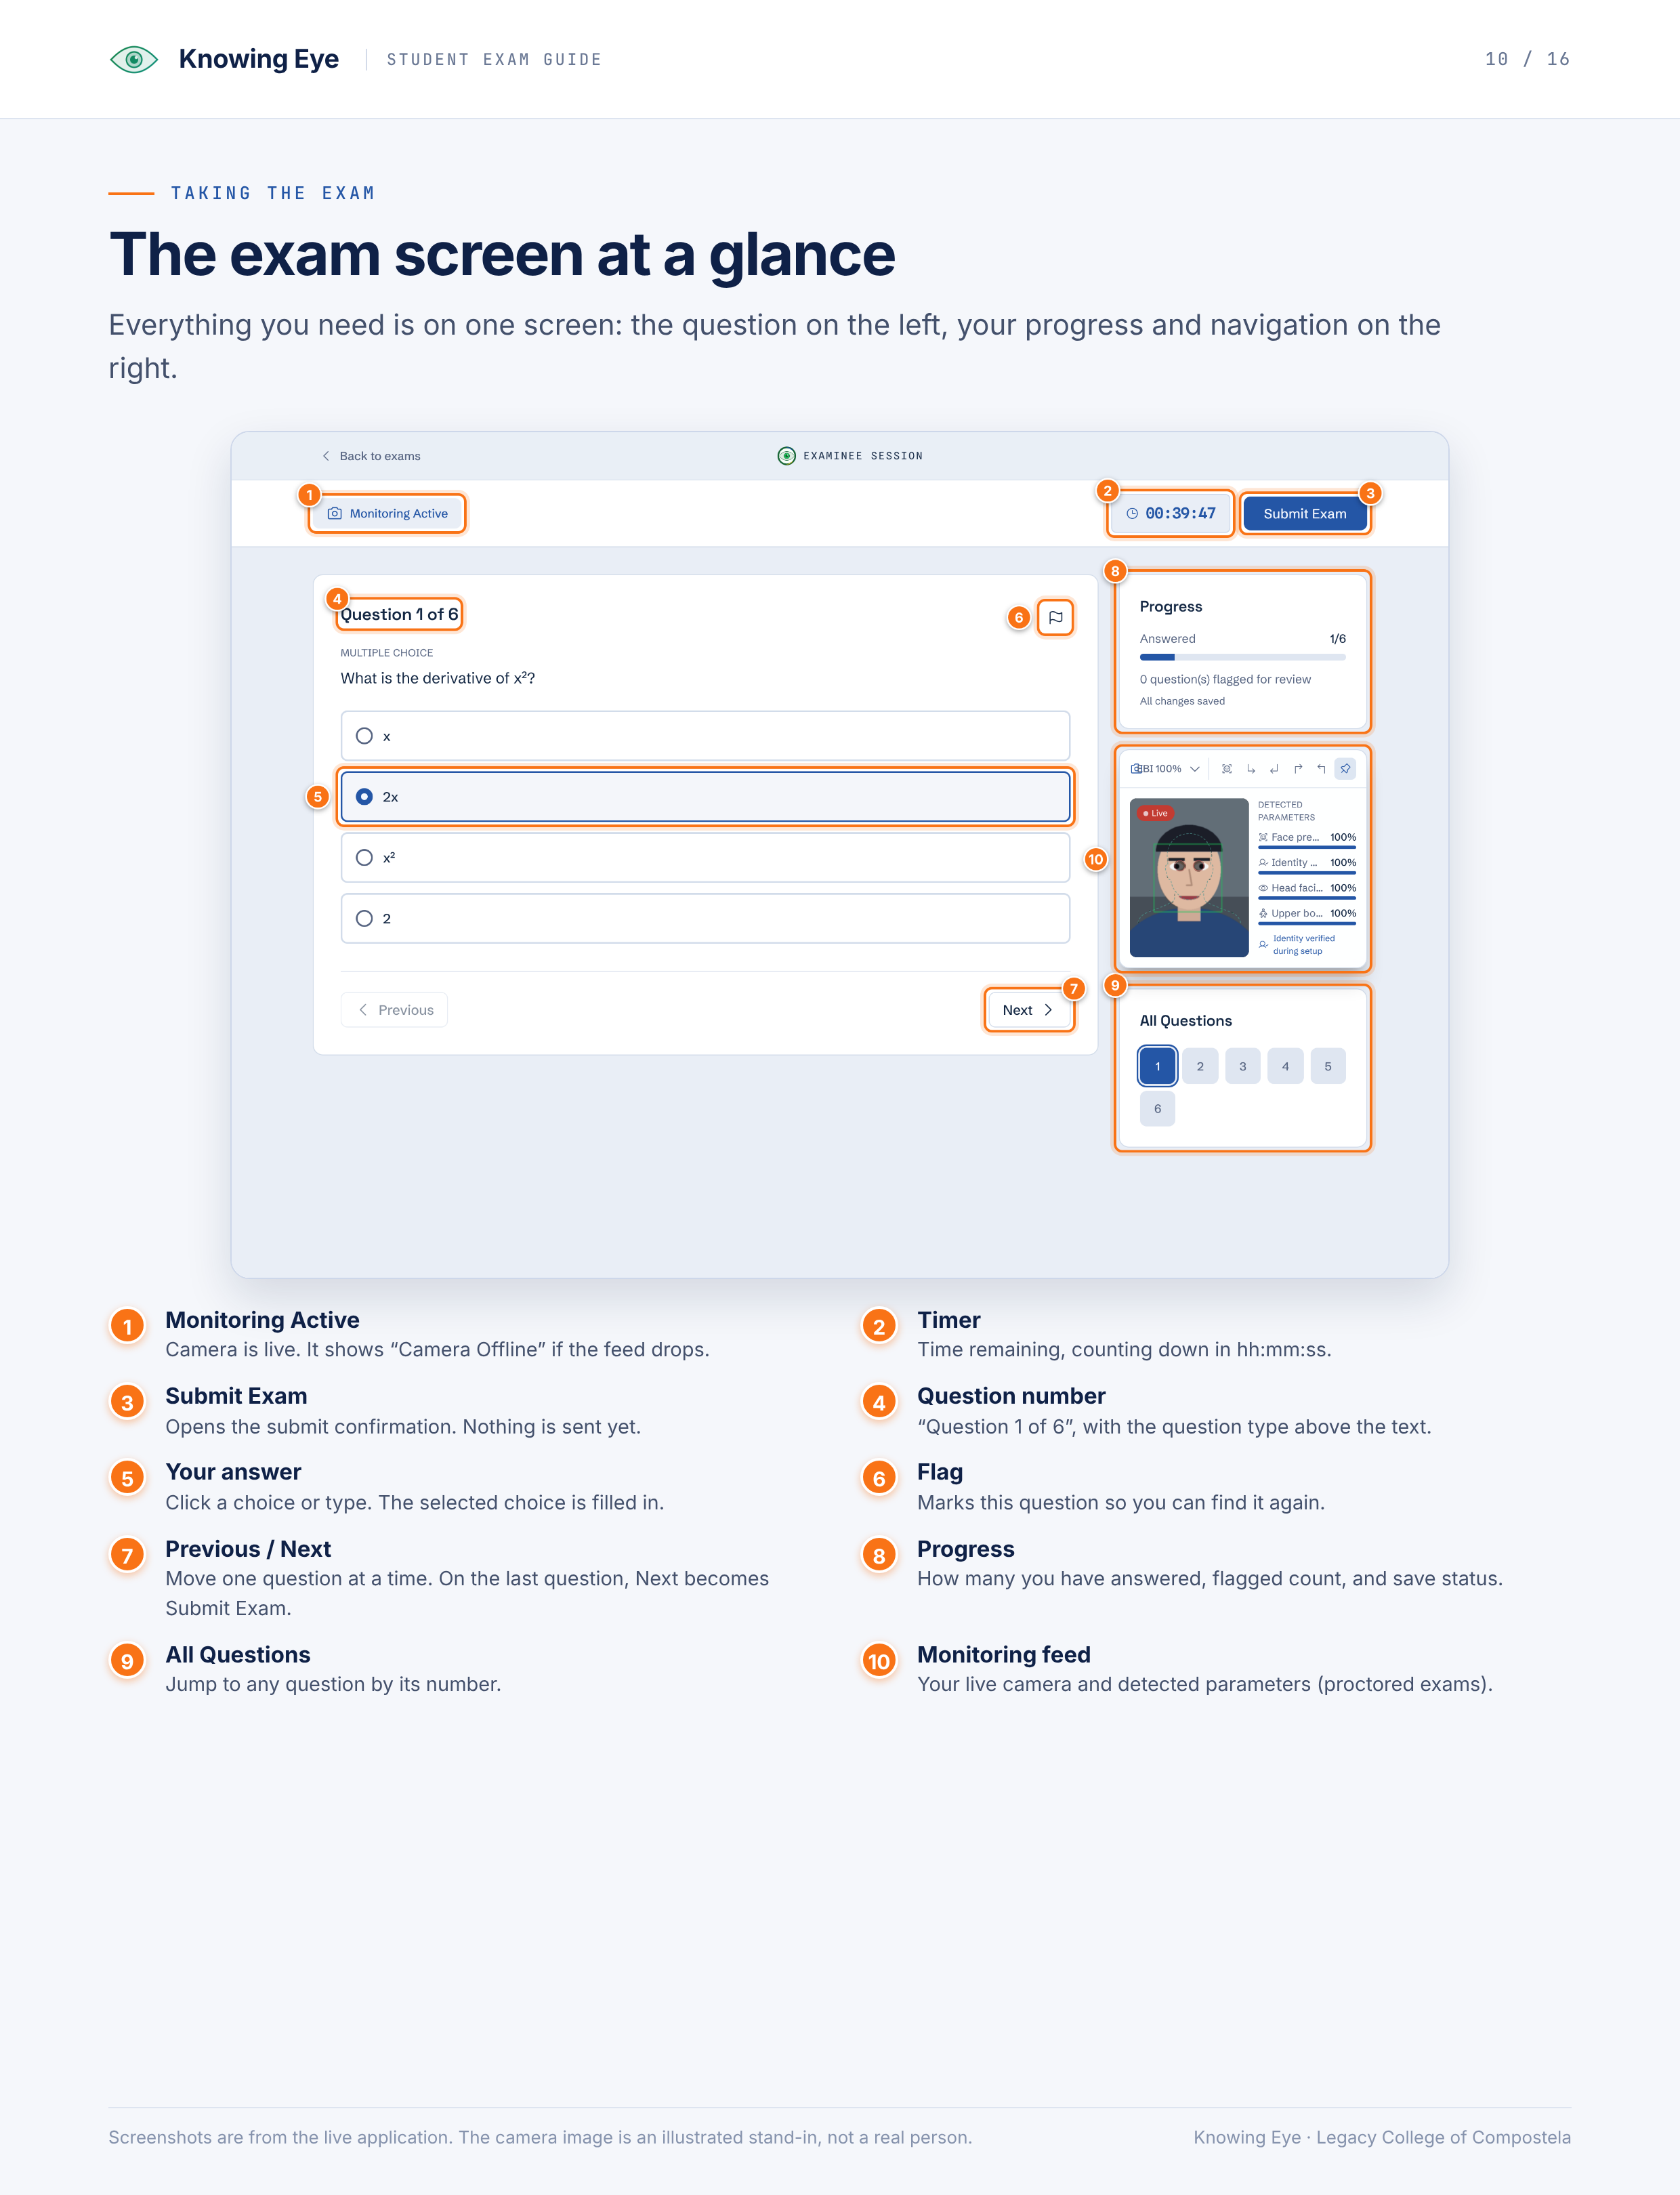 Knowing Eye
STUDENT EXAM GUIDE
10 / 16
TAKING THE EXAM
The exam screen at a glance
Everything you need is on one screen: the question on the left, your progress and navigation on the
right.
Back to exams
EXAMINEE SESSION
1
Monitoring Active
2
00:39:47
3
Submit Exam
4
Question 1 of 6
6
MULTIPLE CHOICE
What is the derivative of x²?
x
5
2x
x²
2
Previous
7
Next
8
Progress
Answered 1/6
0 question(s) flagged for review
All changes saved
10
BI 100%
Live
DETECTED
PARAMETERS
Face pre... 100%
Identity ... 100%
Head faci... 100%
Upper bo... 100%
Identity verified
during setup
9
All Questions
1 2 3 4 5
6
1 Monitoring Active
Camera is live. It shows “Camera Offline” if the feed drops.
2 Timer
Time remaining, counting down in hh:mm:ss.
3 Submit Exam
Opens the submit confirmation. Nothing is sent yet.
4 Question number
“Question 1 of 6”, with the question type above the text.
5 Your answer
Click a choice or type. The selected choice is filled in.
6 Flag
Marks this question so you can find it again.
7 Previous / Next
Move one question at a time. On the last question, Next becomes
Submit Exam.
8 Progress
How many you have answered, flagged count, and save status.
9 All Questions
Jump to any question by its number.
10 Monitoring feed
Your live camera and detected parameters (proctored exams).
Screenshots are from the live application. The camera image is an illustrated stand-in, not a real person.
Knowing Eye · Legacy College of Compostela